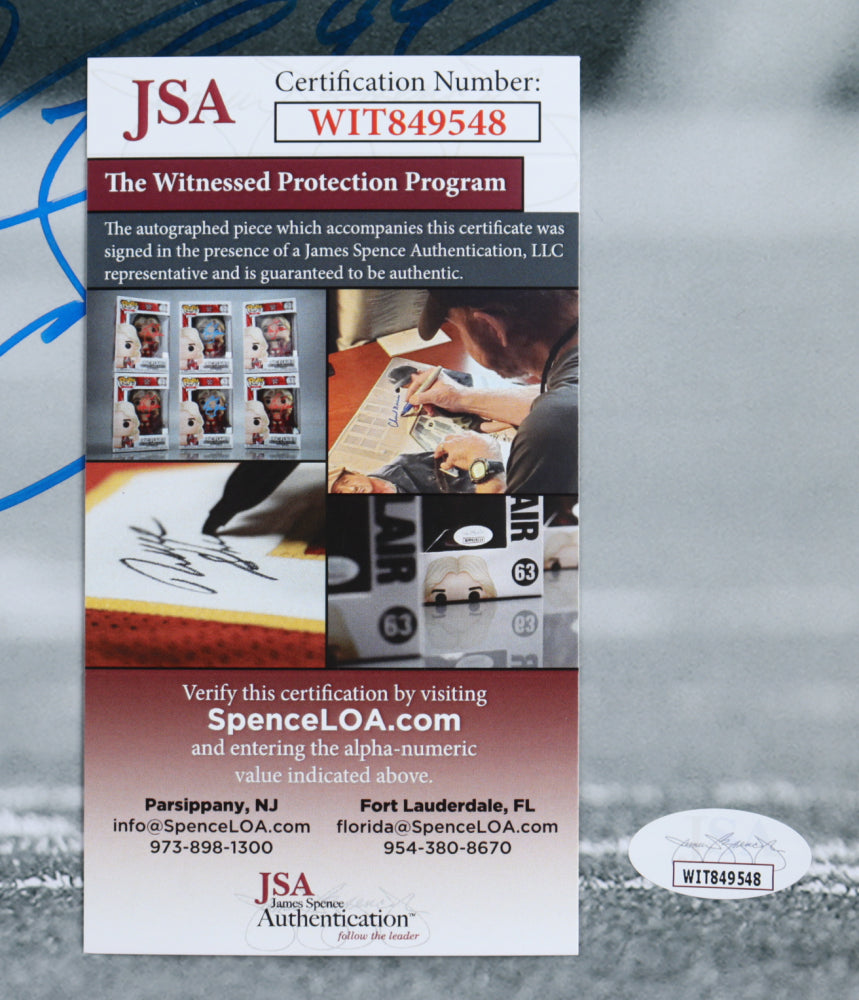 JSA
Certification Number:
WIT849548
The Witnessed Protection Program
The autographed piece which accompanies this certificate was
signed in the presence of a James Spence Authentication, LLC
representative and is guaranteed to be authentic.
LAIR
63
AIR
63
Verify this certification by visiting
SpenceLOA.com
and entering the alpha-numeric
value indicated above.
Parsippany, NJ
info@SpenceLOA.com
973-898-1300
Fort Lauderdale, FL
florida@SpenceLOA.com
954-380-8670
JSA
James Spence
Authentication™
follow the leader
JSA
WIT849548